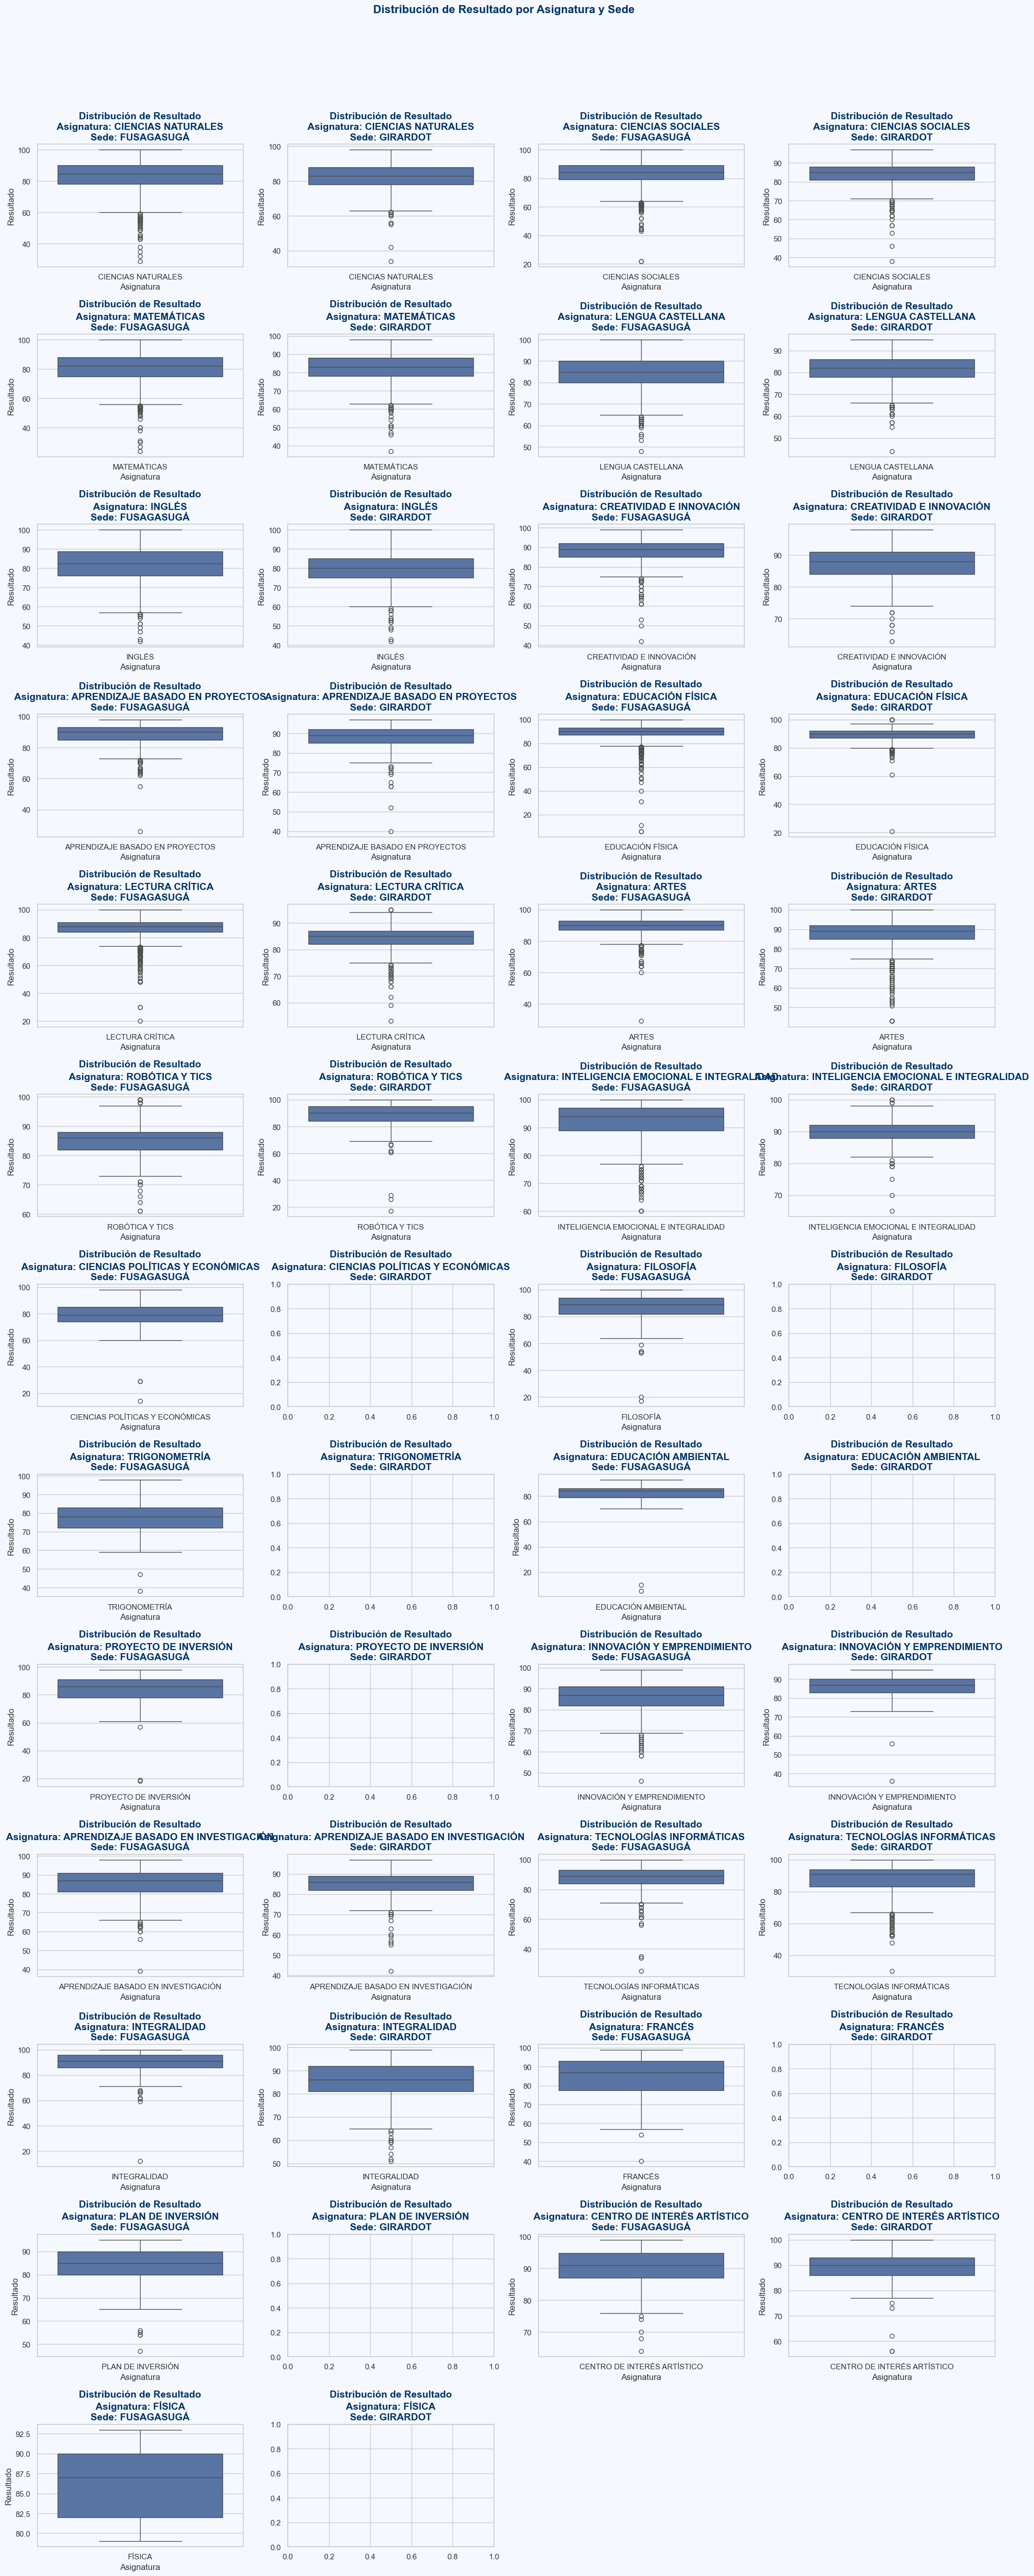 Distribución de Resultado por Asignatura y Sede
Distribución de Resultado
Asignatura: CIENCIAS NATURALES
Sede: FUSAGASUGÁ
Resultado
100
80
60
40
CIENCIAS NATURALES
Asignatura
Distribución de Resultado
Asignatura: CIENCIAS NATURALES
Sede: GIRARDOT
100
80
60
40
CIENCIAS NATURALES
Asignatura
Distribución de Resultado
Asignatura: CIENCIAS SOCIALES
Sede: FUSAGASUGÁ
Resultado
100
80
60
40
20
CIENCIAS SOCIALES
Asignatura
Distribución de Resultado
Asignatura: CIENCIAS SOCIALES
Sede: GIRARDOT
Resultado
90
80
70
60
50
40
CIENCIAS SOCIALES
Asignatura
Distribución de Resultado
Asignatura: MATEMÁTICAS
Sede: FUSAGASUGÁ
Resultado
100
80
60
40
MATEMÁTICAS
Asignatura
Distribución de Resultado
Asignatura: MATEMÁTICAS
Sede: GIRARDOT
Resultado
100
90
80
70
60
50
40
MATEMÁTICAS
Asignatura
Distribución de Resultado
Asignatura: LENGUA CASTELLANA
Sede: FUSAGASUGÁ
Resultado
100
90
80
70
60
50
LENGUA CASTELLANA
Asignatura
Distribución de Resultado
Asignatura: LENGUA CASTELLANA
Sede: GIRARDOT
Resultado
90
80
70
60
50
LENGUA CASTELLANA
Asignatura
Distribución de Resultado
Asignatura: INGLÉS
Sede: FUSAGASUGÁ
Resultado
100
90
80
70
60
50
40
INGLÉS
Asignatura
Distribución de Resultado
Asignatura: INGLÉS
Sede: GIRARDOT
Resultado
100
90
80
70
60
50
40
INGLÉS
Asignatura
Distribución de Resultado
Asignatura: CREATIVIDAD E INNOVACIÓN
Sede: FUSAGASUGÁ
Resultado
100
90
80
70
60
50
40
CREATIVIDAD E INNOVACIÓN
Asignatura
Distribución de Resultado
Asignatura: CREATIVIDAD E INNOVACIÓN
Sede: GIRARDOT
Resultado
90
80
70
CREATIVIDAD E INNOVACIÓN
Asignatura
Distribución de Resultado
Asignatura: APRENDIZAJE BASADO EN PROYECTOS
Sede: FUSAGASUGÁ
Resultado
100
80
60
40
APRENDIZAJE BASADO EN PROYECTOS
Asignatura
Distribución de Resultado
Asignatura: APRENDIZAJE BASADO EN PROYECTOS
Sede: GIRARDOT
Resultado
90
80
70
60
50
40
APRENDIZAJE BASADO EN PROYECTOS
Asignatura
Distribución de Resultado
Asignatura: EDUCACIÓN FÍSICA
Sede: FUSAGASUGÁ
Resultado
100
80
60
40
20
EDUCACIÓN FÍSICA
Asignatura
Distribución de Resultado
Asignatura: EDUCACIÓN FÍSICA
Sede: GIRARDOT
Resultado
100
80
60
40
20
EDUCACIÓN FÍSICA
Asignatura
Distribución de Resultado
Asignatura: LECTURA CRÍTICA
Sede: FUSAGASUGÁ
Resultado
100
80
60
40
20
LECTURA CRÍTICA
Asignatura
Distribución de Resultado
Asignatura: LECTURA CRÍTICA
Sede: GIRARDOT
Resultado
90
80
70
60
LECTURA CRÍTICA
Asignatura
Distribución de Resultado
Asignatura: ARTES
Sede: FUSAGASUGÁ
Resultado
100
80
60
40
ARTES
Asignatura
Distribución de Resultado
Asignatura: ARTES
Sede: GIRARDOT
Resultado
100
90
80
70
60
50
ARTES
Asignatura
Distribución de Resultado
Asignatura: ROBÓTICA Y TICS
Sede: FUSAGASUGÁ
Resultado
100
90
80
70
60
ROBÓTICA Y TICS
Asignatura
Distribución de Resultado
Asignatura: ROBÓTICA Y TICS
Sede: GIRARDOT
Resultado
100
80
60
40
20
ROBÓTICA Y TICS
Asignatura
Distribución de Resultado
Asignatura: INTELIGENCIA EMOCIONAL E INTEGRALIDAD
Sede: FUSAGASUGÁ
Resultado
100
90
80
70
60
INTELIGENCIA EMOCIONAL E INTEGRALIDAD
Asignatura
Distribución de Resultado
Asignatura: INTELIGENCIA EMOCIONAL E INTEGRALIDAD
Sede: GIRARDOT
Resultado
100
90
80
70
INTELIGENCIA EMOCIONAL E INTEGRALIDAD
Asignatura
Distribución de Resultado
Asignatura: CIENCIAS POLÍTICAS Y ECONÓMICAS
Sede: FUSAGASUGÁ
Resultado
100
80
60
40
20
CIENCIAS POLÍTICAS Y ECONÓMICAS
Asignatura
Distribución de Resultado
Asignatura: CIENCIAS POLÍTICAS Y ECONÓMICAS
Sede: GIRARDOT
1.0
0.8
0.6
0.4
0.2
0.0
0.0 0.2 0.4 0.6 0.8 1.0
Distribución de Resultado
Asignatura: FILOSOFÍA
Sede: FUSAGASUGÁ
Resultado
100
80
60
40
20
FILOSOFÍA
Asignatura
Distribución de Resultado
Asignatura: FILOSOFÍA
Sede: GIRARDOT
1.0
0.8
0.6
0.4
0.2
0.0
0.0 0.2 0.4 0.6 0.8 1.0
Distribución de Resultado
Asignatura: TRIGONOMETRÍA
Sede: FUSAGASUGÁ
Resultado
100
90
80
70
60
50
40
TRIGONOMETRÍA
Asignatura
Distribución de Resultado
Asignatura: TRIGONOMETRÍA
Sede: GIRARDOT
1.0
0.8
0.6
0.4
0.2
0.0
0.0 0.2 0.4 0.6 0.8 1.0
Distribución de Resultado
Asignatura: EDUCACIÓN AMBIENTAL
Sede: FUSAGASUGÁ
Resultado
80
60
40
20
EDUCACIÓN AMBIENTAL
Asignatura
Distribución de Resultado
Asignatura: EDUCACIÓN AMBIENTAL
Sede: GIRARDOT
1.0
0.8
0.6
0.4
0.2
0.0
0.0 0.2 0.4 0.6 0.8 1.0
Distribución de Resultado
Asignatura: PROYECTO DE INVERSIÓN
Sede: FUSAGASUGÁ
Resultado
100
80
60
40
20
PROYECTO DE INVERSIÓN
Asignatura
Distribución de Resultado
Asignatura: PROYECTO DE INVERSIÓN
Sede: GIRARDOT
1.0
0.8
0.6
0.4
0.2
0.0
0.0 0.2 0.4 0.6 0.8 1.0
Distribución de Resultado
Asignatura: INNOVACIÓN Y EMPRENDIMIENTO
Sede: FUSAGASUGÁ
Resultado
100
90
80
70
60
50
INNOVACIÓN Y EMPRENDIMIENTO
Asignatura
Distribución de Resultado
Asignatura: INNOVACIÓN Y EMPRENDIMIENTO
Sede: GIRARDOT
Resultado
90
80
70
60
50
40
INNOVACIÓN Y EMPRENDIMIENTO
Asignatura
Distribución de Resultado
Asignatura: APRENDIZAJE BASADO EN INVESTIGACIÓN
Sede: FUSAGASUGÁ
Resultado
100
90
80
70
60
50
40
APRENDIZAJE BASADO EN INVESTIGACIÓN
Asignatura
Distribución de Resultado
Asignatura: APRENDIZAJE BASADO EN INVESTIGACIÓN
Sede: GIRARDOT
Resultado
90
80
70
60
50
40
APRENDIZAJE BASADO EN INVESTIGACIÓN
Asignatura
Distribución de Resultado
Asignatura: TECNOLOGÍAS INFORMÁTICAS
Sede: FUSAGASUGÁ
Resultado
100
80
60
40
TECNOLOGÍAS INFORMÁTICAS
Asignatura
Distribución de Resultado
Asignatura: TECNOLOGÍAS INFORMÁTICAS
Sede: GIRARDOT
Resultado
100
90
80
70
60
50
40
30
TECNOLOGÍAS INFORMÁTICAS
Asignatura
Distribución de Resultado
Asignatura: INTEGRALIDAD
Sede: FUSAGASUGÁ
Resultado
100
80
60
40
20
INTEGRALIDAD
Asignatura
Distribución de Resultado
Asignatura: INTEGRALIDAD
Sede: GIRARDOT
Resultado
100
90
80
70
60
50
INTEGRALIDAD
Asignatura
Distribución de Resultado
Asignatura: FRANCÉS
Sede: FUSAGASUGÁ
Resultado
100
90
80
70
60
50
40
FRANCÉS
Asignatura
Distribución de Resultado
Asignatura: FRANCÉS
Sede: GIRARDOT
1.0
0.8
0.6
0.4
0.2
0.0
0.0 0.2 0.4 0.6 0.8 1.0
Distribución de Resultado
Asignatura: PLAN DE INVERSIÓN
Sede: FUSAGASUGÁ
Resultado
90
80
70
60
50
PLAN DE INVERSIÓN
Asignatura
Distribución de Resultado
Asignatura: PLAN DE INVERSIÓN
Sede: GIRARDOT
1.0
0.8
0.6
0.4
0.2
0.0
0.0 0.2 0.4 0.6 0.8 1.0
Distribución de Resultado
Asignatura: CENTRO DE INTERÉS ARTÍSTICO
Sede: FUSAGASUGÁ
Resultado
100
90
80
70
CENTRO DE INTERÉS ARTÍSTICO
Asignatura
Distribución de Resultado
Asignatura: CENTRO DE INTERÉS ARTÍSTICO
Sede: GIRARDOT
Resultado
100
90
80
70
60
CENTRO DE INTERÉS ARTÍSTICO
Asignatura
Distribución de Resultado
Asignatura: FÍSICA
Sede: FUSAGASUGÁ
Resultado
92.5
90.0
87.5
85.0
82.5
80.0
FÍSICA
Asignatura
Distribución de Resultado
Asignatura: FÍSICA
Sede: GIRARDOT
1.0
0.8
0.6
0.4
0.2
0.0
0.0 0.2 0.4 0.6 0.8 1.0